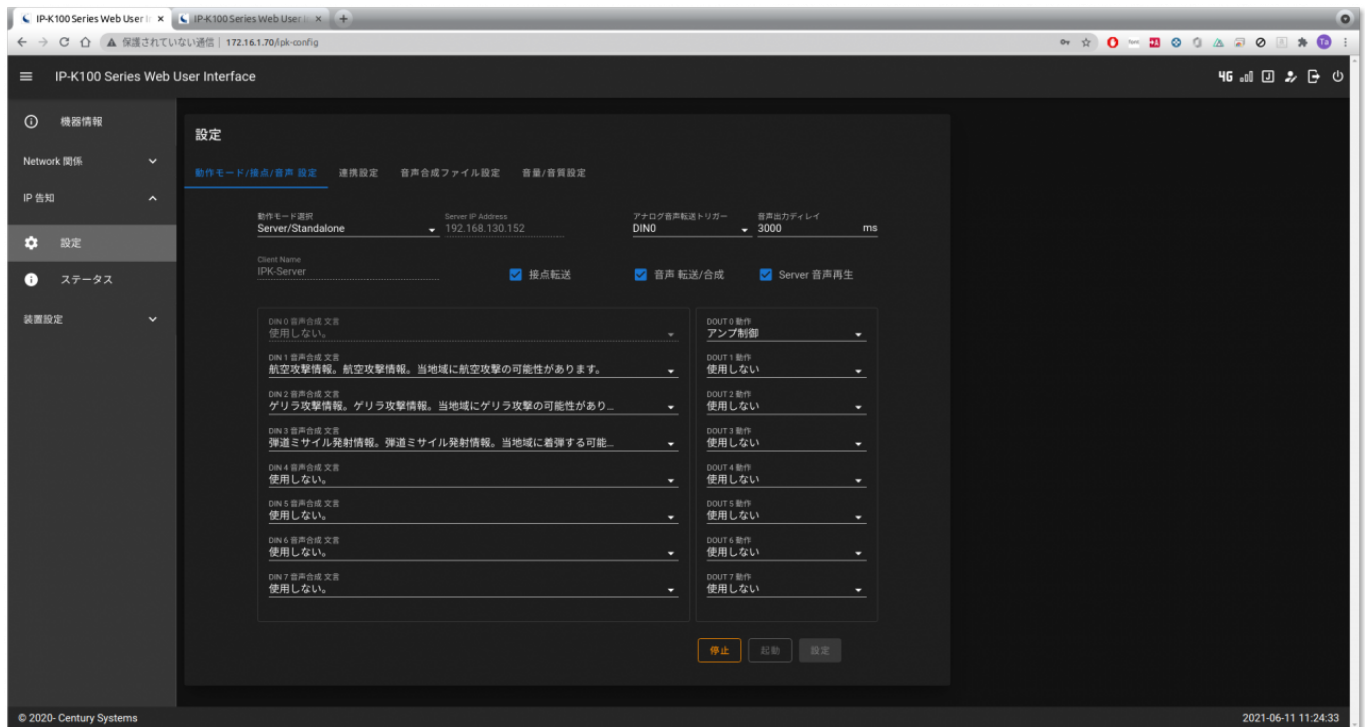 IP-K100 Series Web User I
IP-K100 Series Web User I
保護されていない通信 | 172.16.1.70/ipk-config
IP-K100 Series Web User Interface
4G
機器情報
Network 関係
IP 告知
設定
ステータス
装置設定
設定
動作モード/接点/音声 設定 連携設定 音声合成ファイル設定 音量/音質設定
動作モード選択 Server IP Address アナログ音声転送トリガー 音声出力ディレイ
Server/Standalone 192.168.130.152 DIN0 3000 ms
Client Name
IPK-Server 接点転送 音声 転送/合成 Server 音声再生
DIN 0 音声合成 文言 DOUT 0 動作
使用しない。 アンプ制御
DIN 1 音声合成 文言 DOUT 1 動作
航空攻撃情報。航空攻撃情報。当地域に航空攻撃の可能性があります。 使用しない
DIN 2 音声合成 文言 DOUT 2 動作
ゲリラ攻撃情報。ゲリラ攻撃情報。当地域にゲリラ攻撃の可能性があり... 使用しない
DIN 3 音声合成 文言 DOUT 3 動作
弾道ミサイル発射情報。弾道ミサイル発射情報。当地域に着弾する可能... 使用しない
DIN 4 音声合成 文言 DOUT 4 動作
使用しない。 使用しない
DIN 5 音声合成 文言 DOUT 5 動作
使用しない。 使用しない
DIN 6 音声合成 文言 DOUT 6 動作
使用しない。 使用しない
DIN 7 音声合成 文言 DOUT 7 動作
使用しない。 使用しない
停止 起動 設定
© 2020- Century Systems 2021-06-11 11:24:33